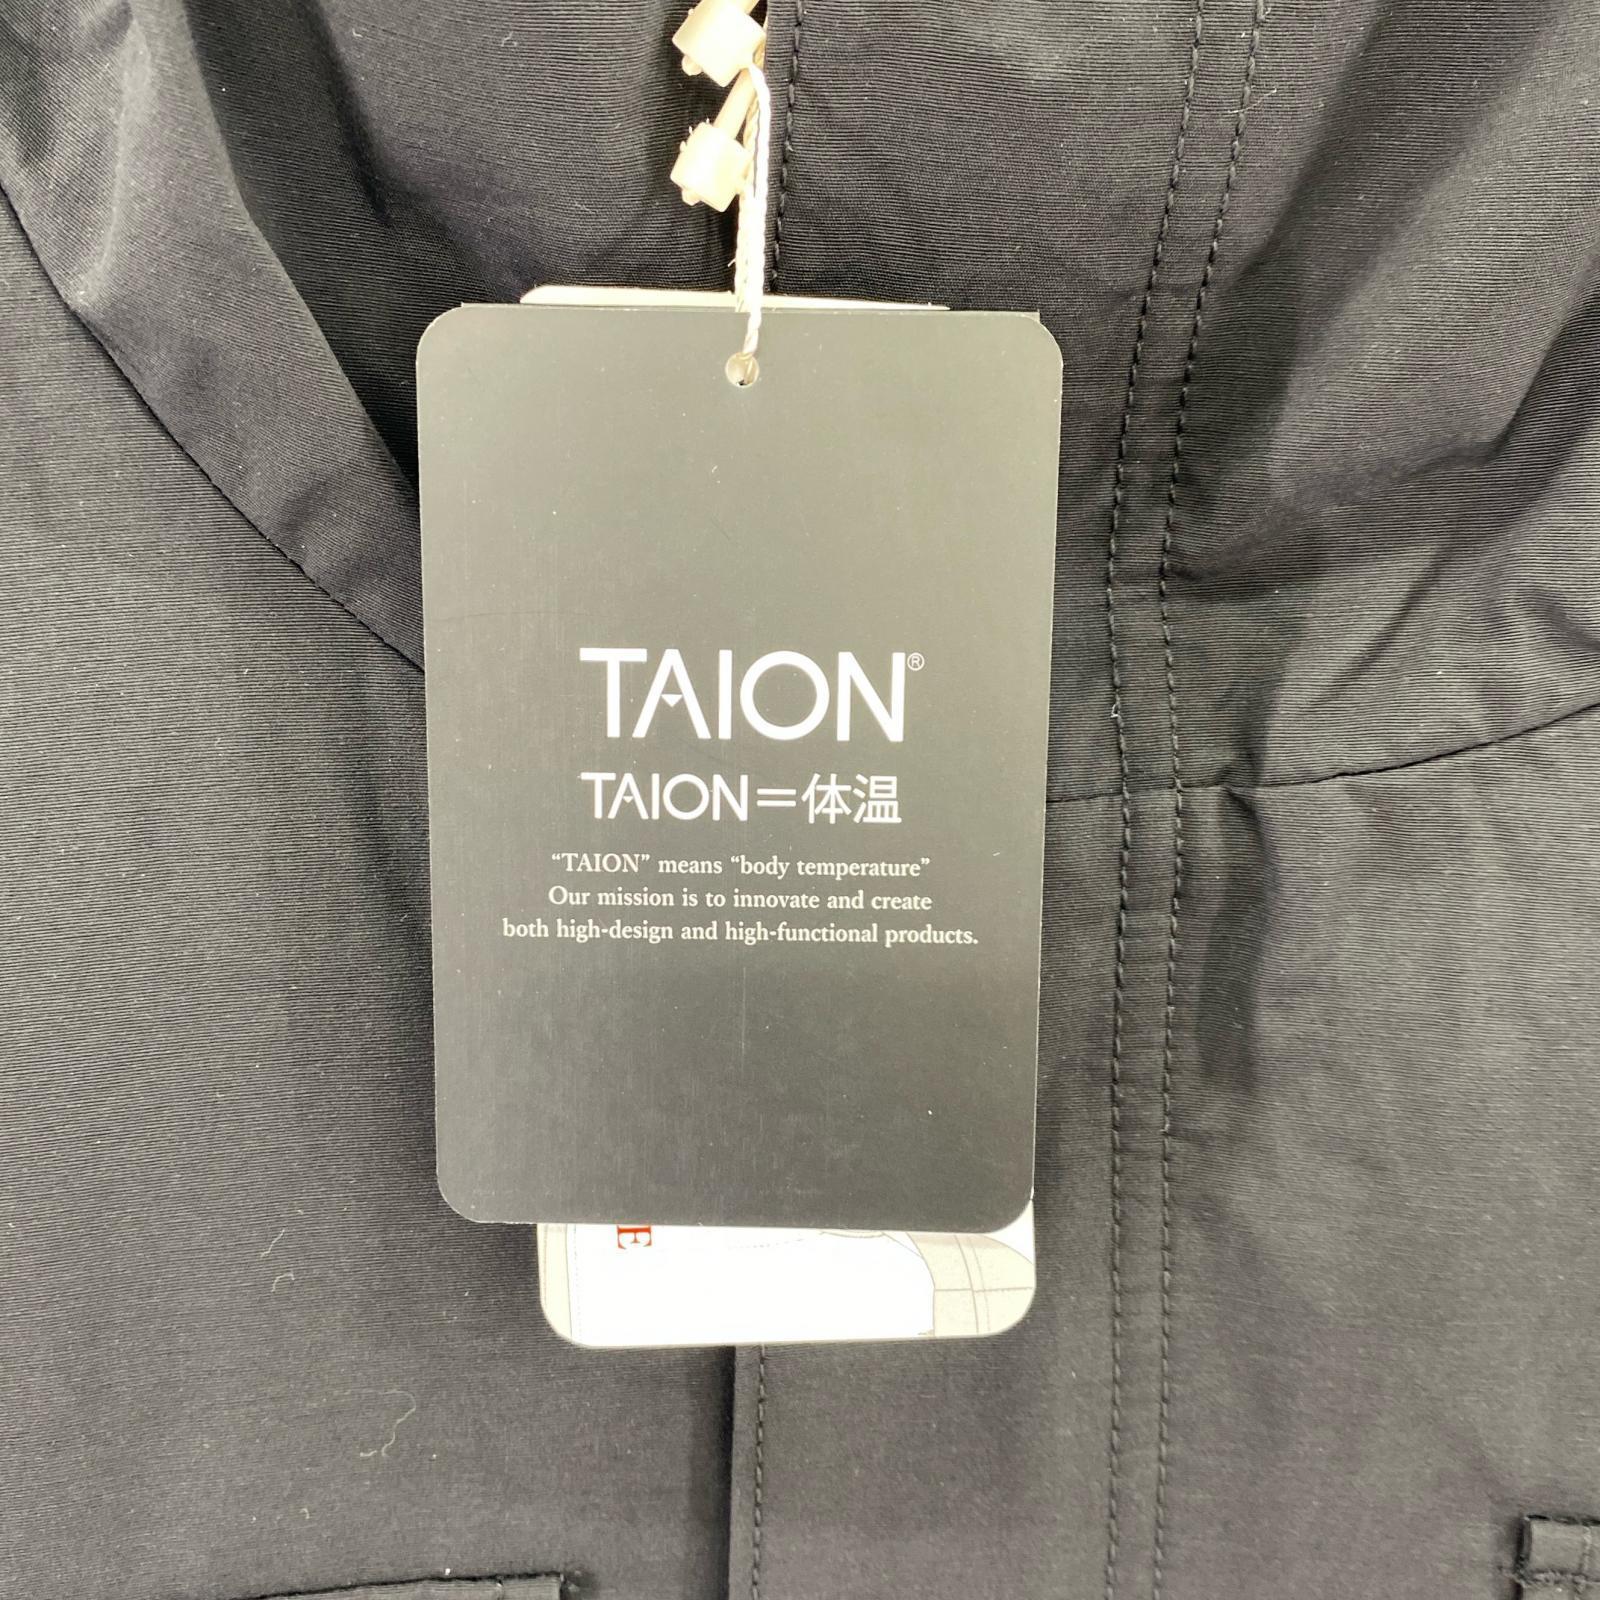 TAION®
TAION=体温
“TAION” means “body temperature”
Our mission is to innovate and create
both high-design and high-functional products.